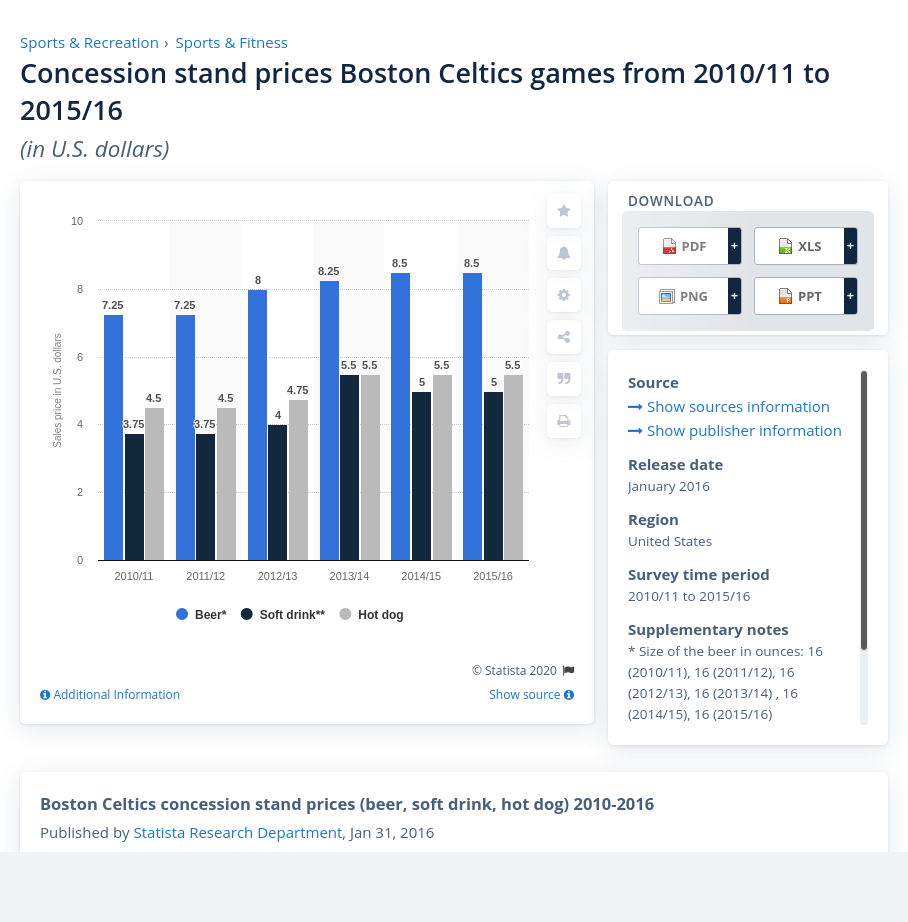 Sports & Recreation › Sports & Fitness
Concession stand prices Boston Celtics games from 2010/11 to
2015/16
(in U.S. dollars)
10
8
6
4
2
0
Sales price in U.S. dollars
7.25
3.75
4.5
7.25
3.75
4.5
8
4
4.75
8.25
5.5
5.5
8.5
5
5.5
8.5
5
5.5
2010/11
2011/12
2012/13
2013/14
2014/15
2015/16
Beer* Soft drink** Hot dog
© Statista 2020
Additional Information
Show source
DOWNLOAD
PDF +
XLS +
PNG +
PPT +
Source
Show sources information
Show publisher information
Release date
January 2016
Region
United States
Survey time period
2010/11 to 2015/16
Supplementary notes
* Size of the beer in ounces: 16
(2010/11), 16 (2011/12), 16
(2012/13), 16 (2013/14) , 16
(2014/15), 16 (2015/16)
Boston Celtics concession stand prices (beer, soft drink, hot dog) 2010-2016
Published by Statista Research Department, Jan 31, 2016